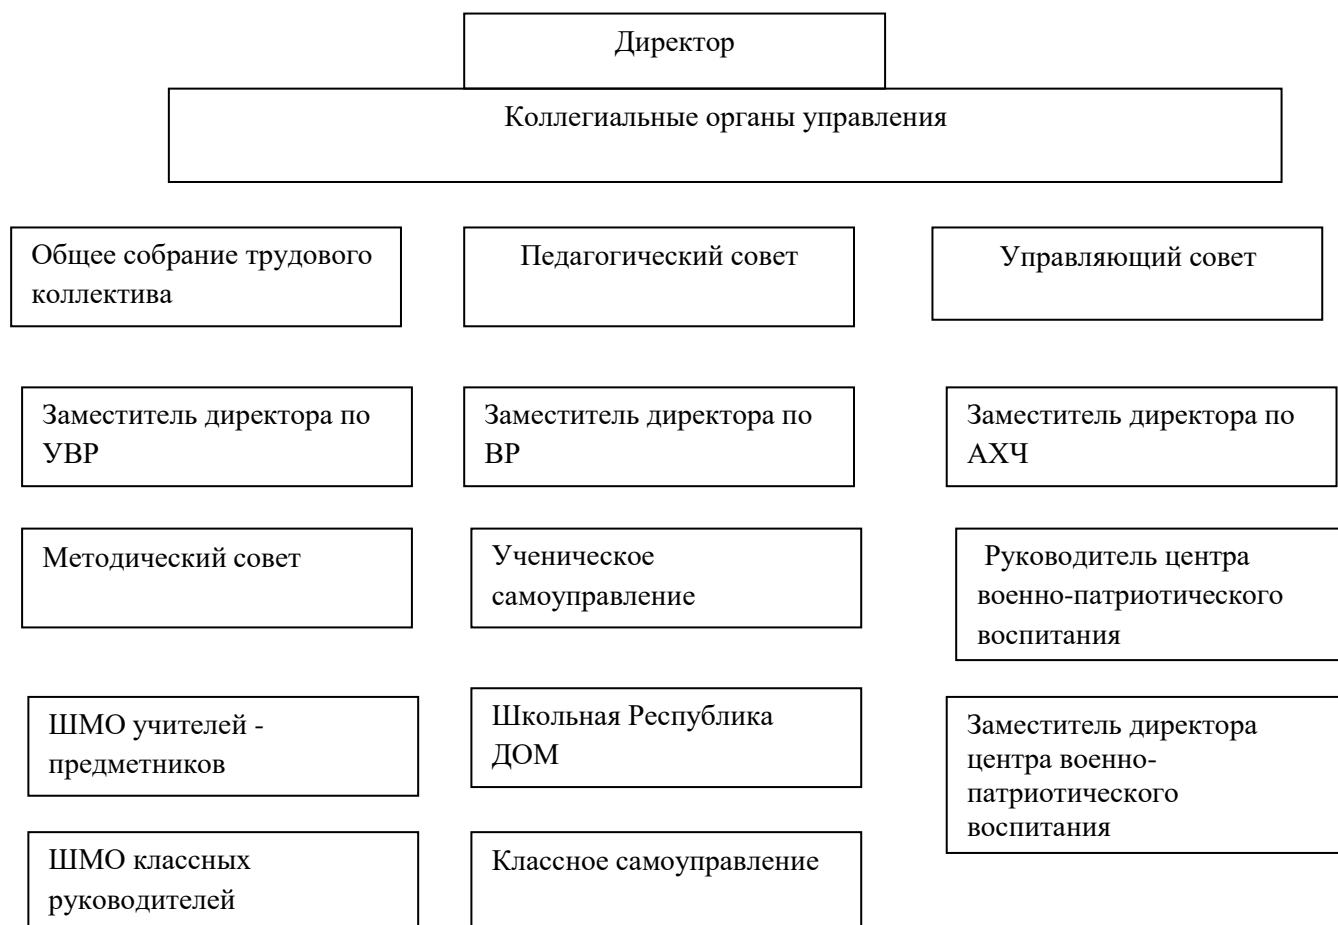 Директор
Коллегиальные органы управления
Общее собрание трудового
коллектива
Педагогический совет
Управляющий совет
Заместитель директора по
УВР
Заместитель директора по
ВР
Заместитель директора по
АХЧ
Методический совет
Ученическое
самоуправление
Руководитель центра
военно-патриотического
воспитания
ШМО учителей -
предметников
Школьная Республика
ДОМ
Заместитель директора
центра военно-
патриотического
воспитания
ШМО классных
руководителей
Классное самоуправление